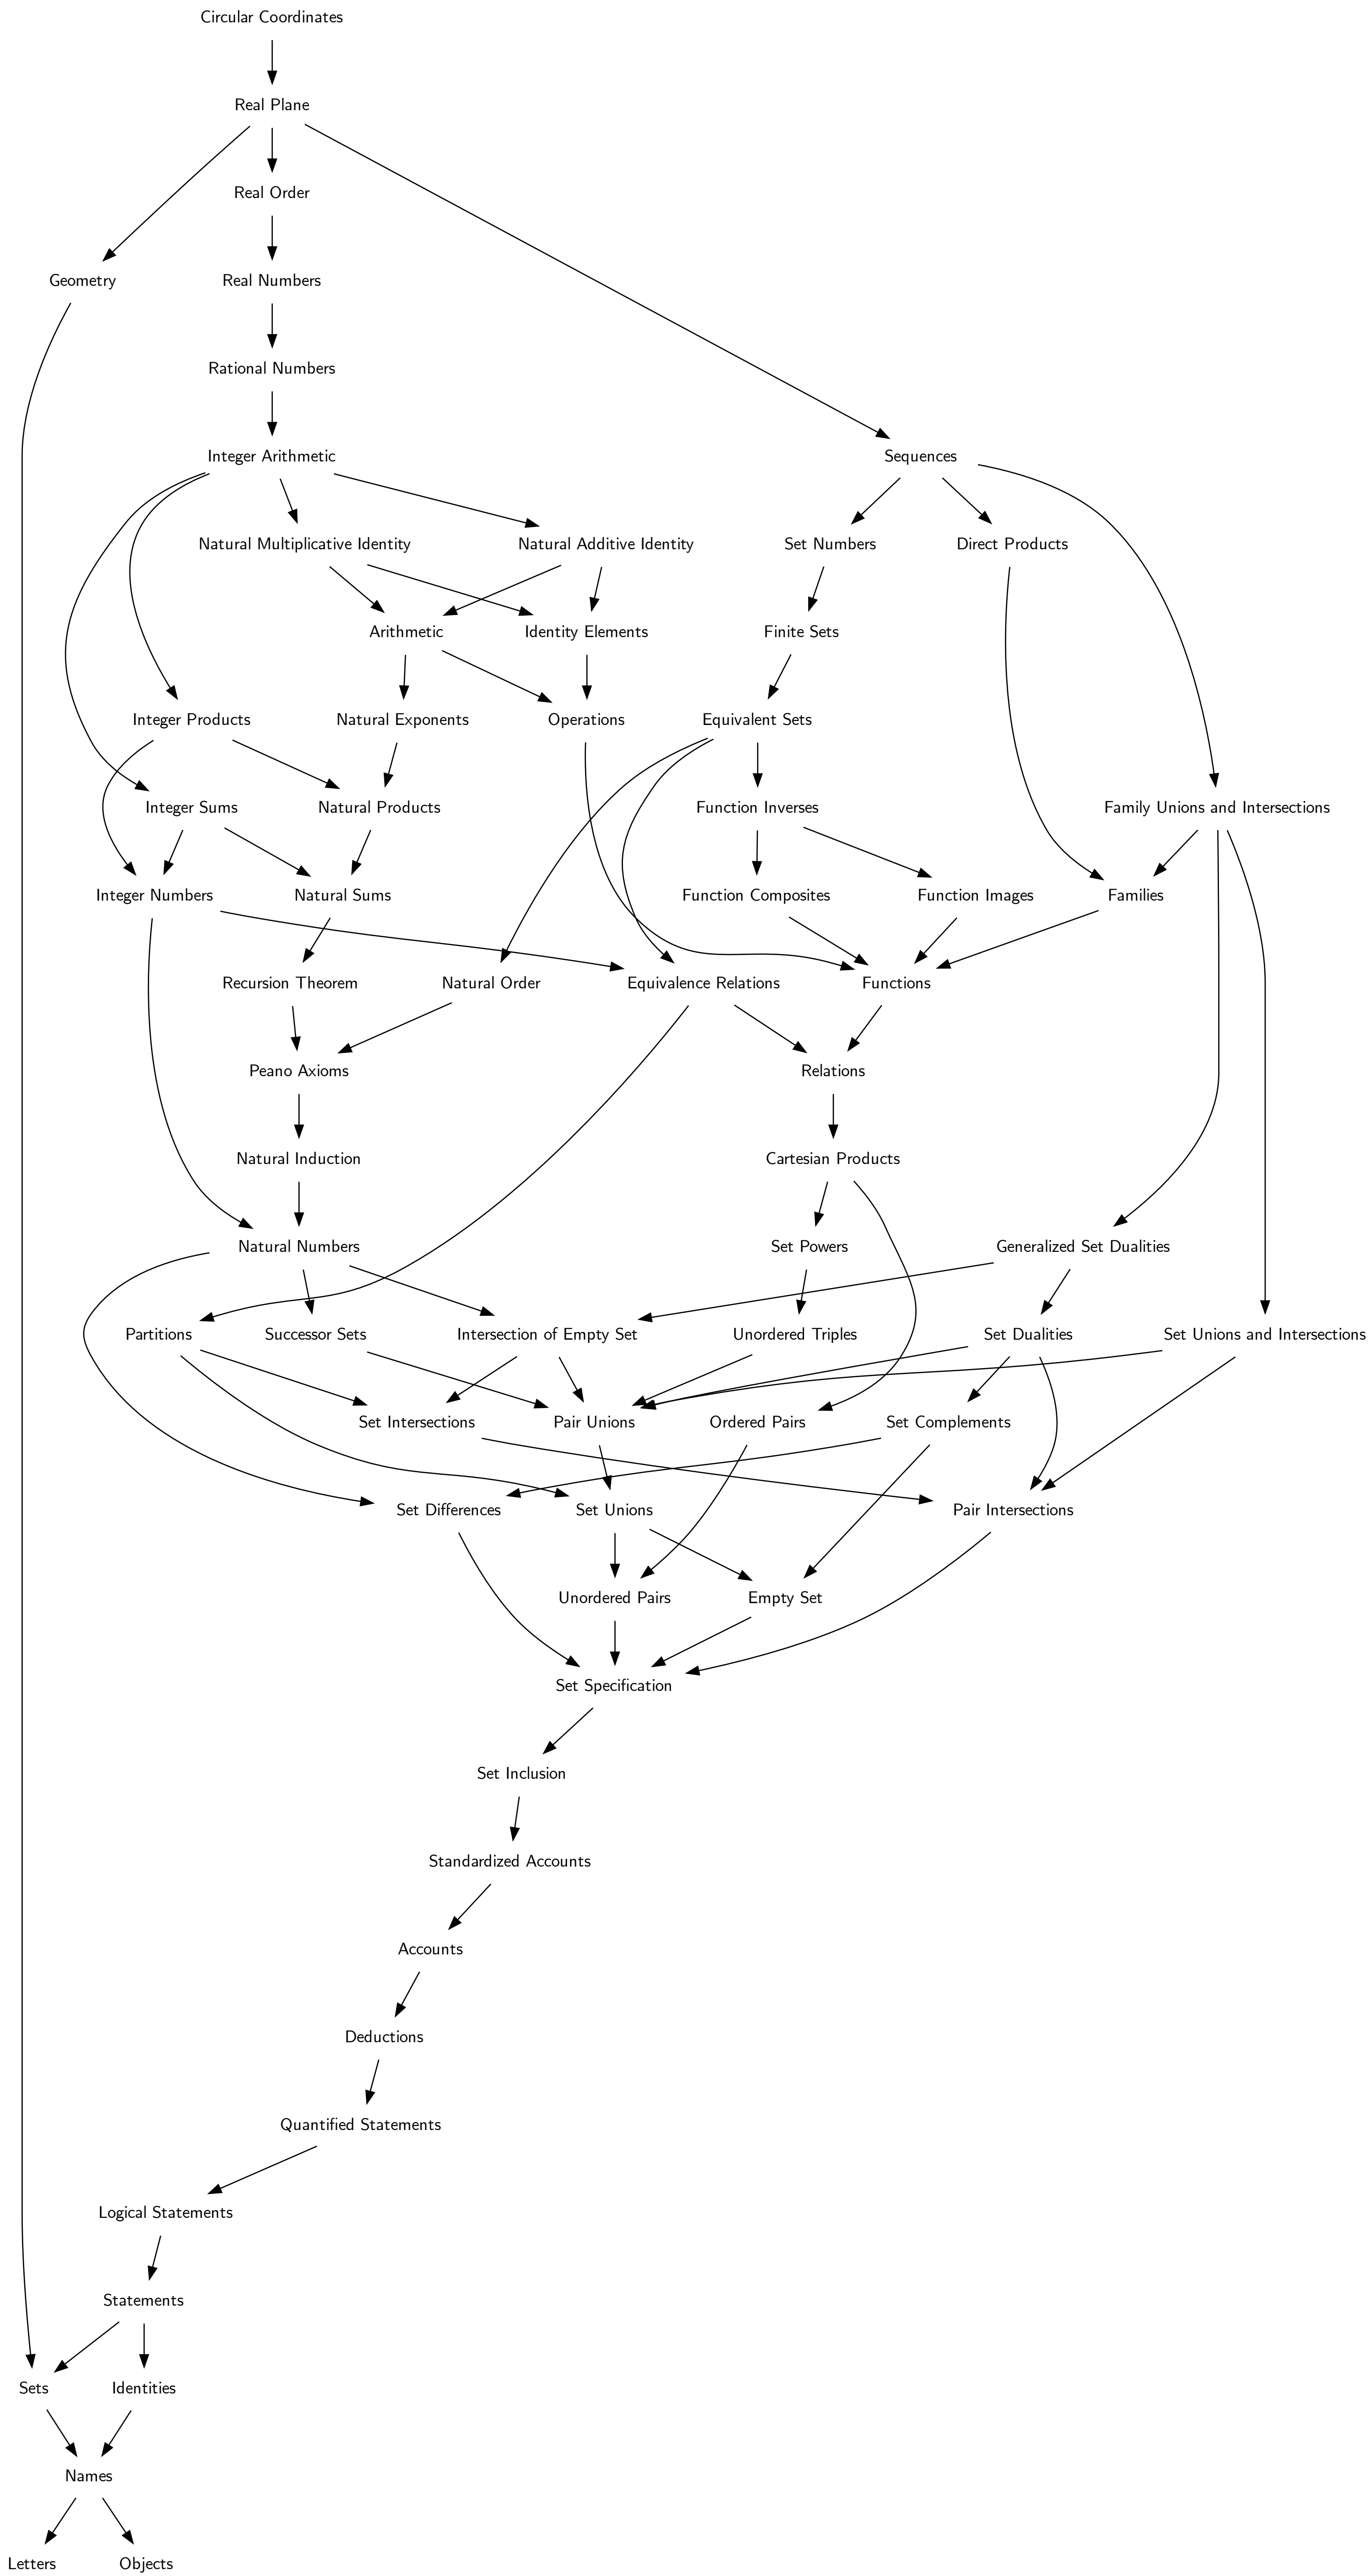 Circular Coordinates
Real Plane
Real Order
Geometry
Real Numbers
Rational Numbers
Integer Arithmetic
Sequences
Natural Multiplicative Identity
Natural Additive Identity
Set Numbers
Direct Products
Arithmetic
Identity Elements
Finite Sets
Integer Products
Natural Exponents
Operations
Equivalent Sets
Integer Sums
Natural Products
Function Inverses
Family Unions and Intersections
Integer Numbers
Natural Sums
Function Composites
Function Images
Families
Recursion Theorem
Natural Order
Equivalence Relations
Functions
Peano Axioms
Relations
Natural Induction
Cartesian Products
Natural Numbers
Set Powers
Generalized Set Dualities
Partitions
Successor Sets
Intersection of Empty Set
Unordered Triples
Set Dualities
Set Unions and Intersections
Set Intersections
Pair Unions
Ordered Pairs
Set Complements
Set Differences
Set Unions
Pair Intersections
Unordered Pairs
Empty Set
Set Specification
Set Inclusion
Standardized Accounts
Accounts
Deductions
Quantified Statements
Logical Statements
Statements
Sets
Identities
Names
Letters
Objects